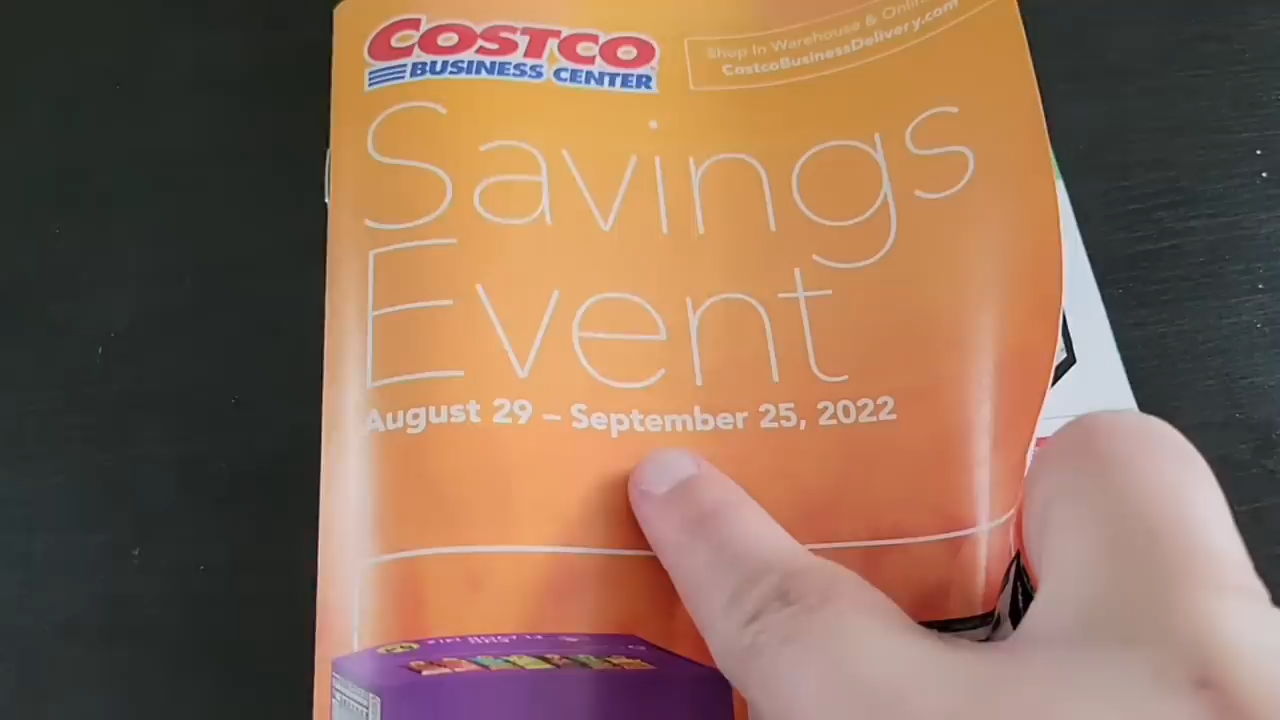 COSTCO
BUSINESS CENTER
Shop In Warehouse & Online
CostcoBusinessDelivery.com
Savings
Event
August 29 – September 25, 2022